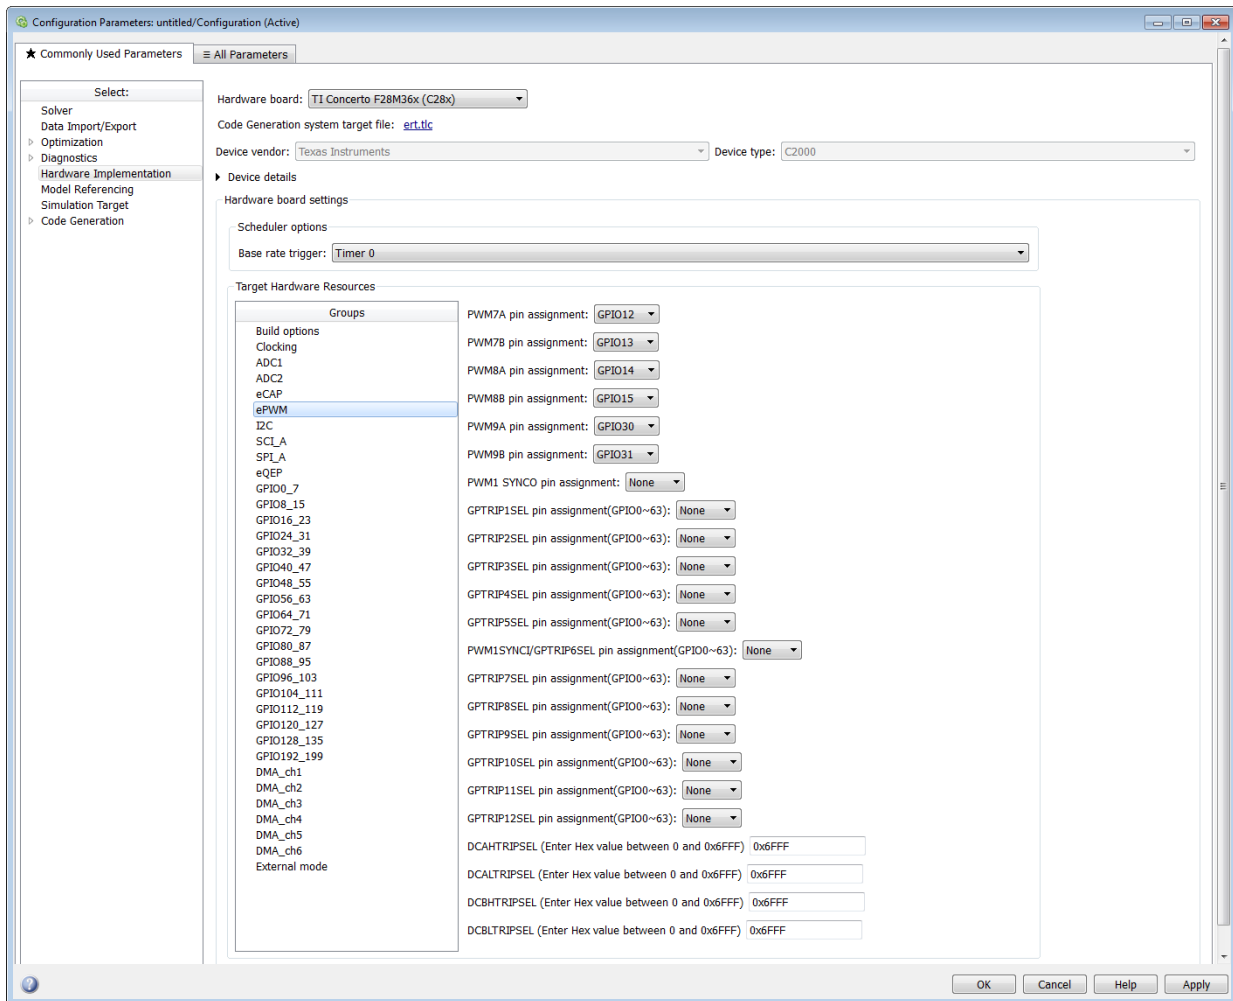 Configuration Parameters: untitled/Configuration (Active)
★ Commonly Used Parameters
≡ All Parameters
Select:
Solver
Data Import/Export
Optimization
Diagnostics
Hardware Implementation
Model Referencing
Simulation Target
Code Generation
Hardware board: TI Concerto F28M36x (C28x)
Code Generation system target file: ert.tlc
Device vendor: Texas Instruments
Device type: C2000
Device details
Hardware board settings
Scheduler options
Base rate trigger: Timer 0
Target Hardware Resources
Groups
Build options
Clocking
ADC1
ADC2
eCAP
ePWM
I2C
SCI_A
SPI_A
eQEP
GPIO0_7
GPIO8_15
GPIO16_23
GPIO24_31
GPIO32_39
GPIO40_47
GPIO48_55
GPIO56_63
GPIO64_71
GPIO72_79
GPIO80_87
GPIO88_95
GPIO96_103
GPIO104_111
GPIO112_119
GPIO120_127
GPIO128_135
GPIO192_199
DMA_ch1
DMA_ch2
DMA_ch3
DMA_ch4
DMA_ch5
DMA_ch6
External mode
PWM7A pin assignment: GPIO12
PWM7B pin assignment: GPIO13
PWM8A pin assignment: GPIO14
PWM8B pin assignment: GPIO15
PWM9A pin assignment: GPIO30
PWM9B pin assignment: GPIO31
PWM1 SYNCO pin assignment: None
GPTRIP1SEL pin assignment(GPIO0~63): None
GPTRIP2SEL pin assignment(GPIO0~63): None
GPTRIP3SEL pin assignment(GPIO0~63): None
GPTRIP4SEL pin assignment(GPIO0~63): None
GPTRIP5SEL pin assignment(GPIO0~63): None
PWM1SYNCI/GPTRIP6SEL pin assignment(GPIO0~63): None
GPTRIP7SEL pin assignment(GPIO0~63): None
GPTRIP8SEL pin assignment(GPIO0~63): None
GPTRIP9SEL pin assignment(GPIO0~63): None
GPTRIP10SEL pin assignment(GPIO0~63): None
GPTRIP11SEL pin assignment(GPIO0~63): None
GPTRIP12SEL pin assignment(GPIO0~63): None
DCAHTRIPSEL (Enter Hex value between 0 and 0x6FFF) 0x6FFF
DCALTRIPSEL (Enter Hex value between 0 and 0x6FFF) 0x6FFF
DCBHTRIPSEL (Enter Hex value between 0 and 0x6FFF) 0x6FFF
DCBLTRIPSEL (Enter Hex value between 0 and 0x6FFF) 0x6FFF
?
OK
Cancel
Help
Apply